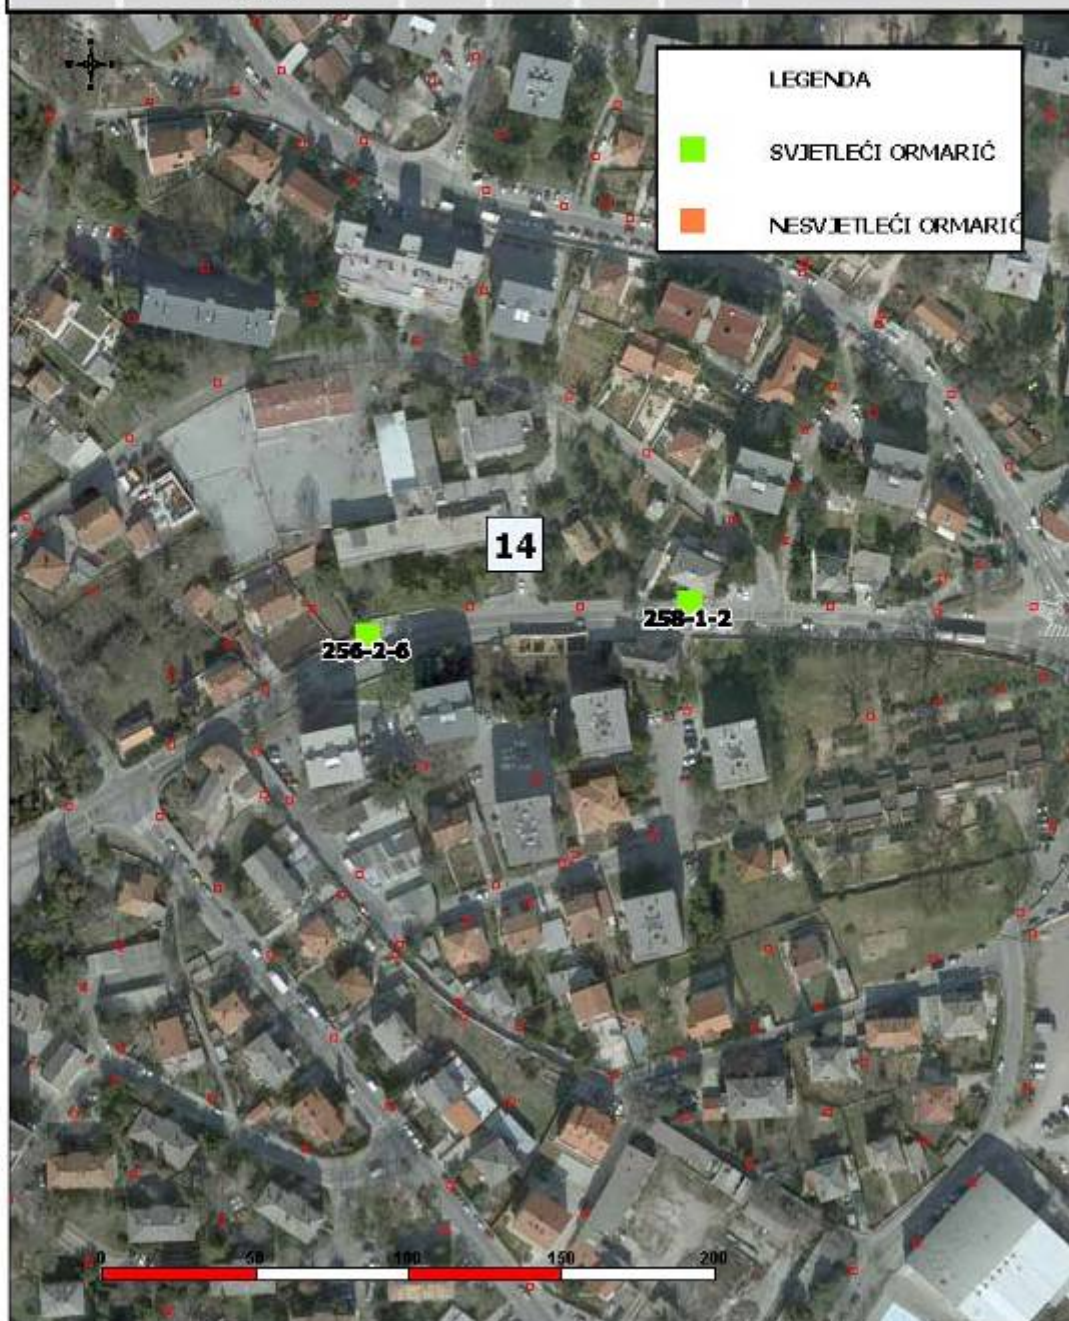 LEGENDA
SVJETLEĆI ORMARIĆ
NESVJETLEĆI ORMARIĆ
14
258-1-2
256-2-6
0 50 100 150 200